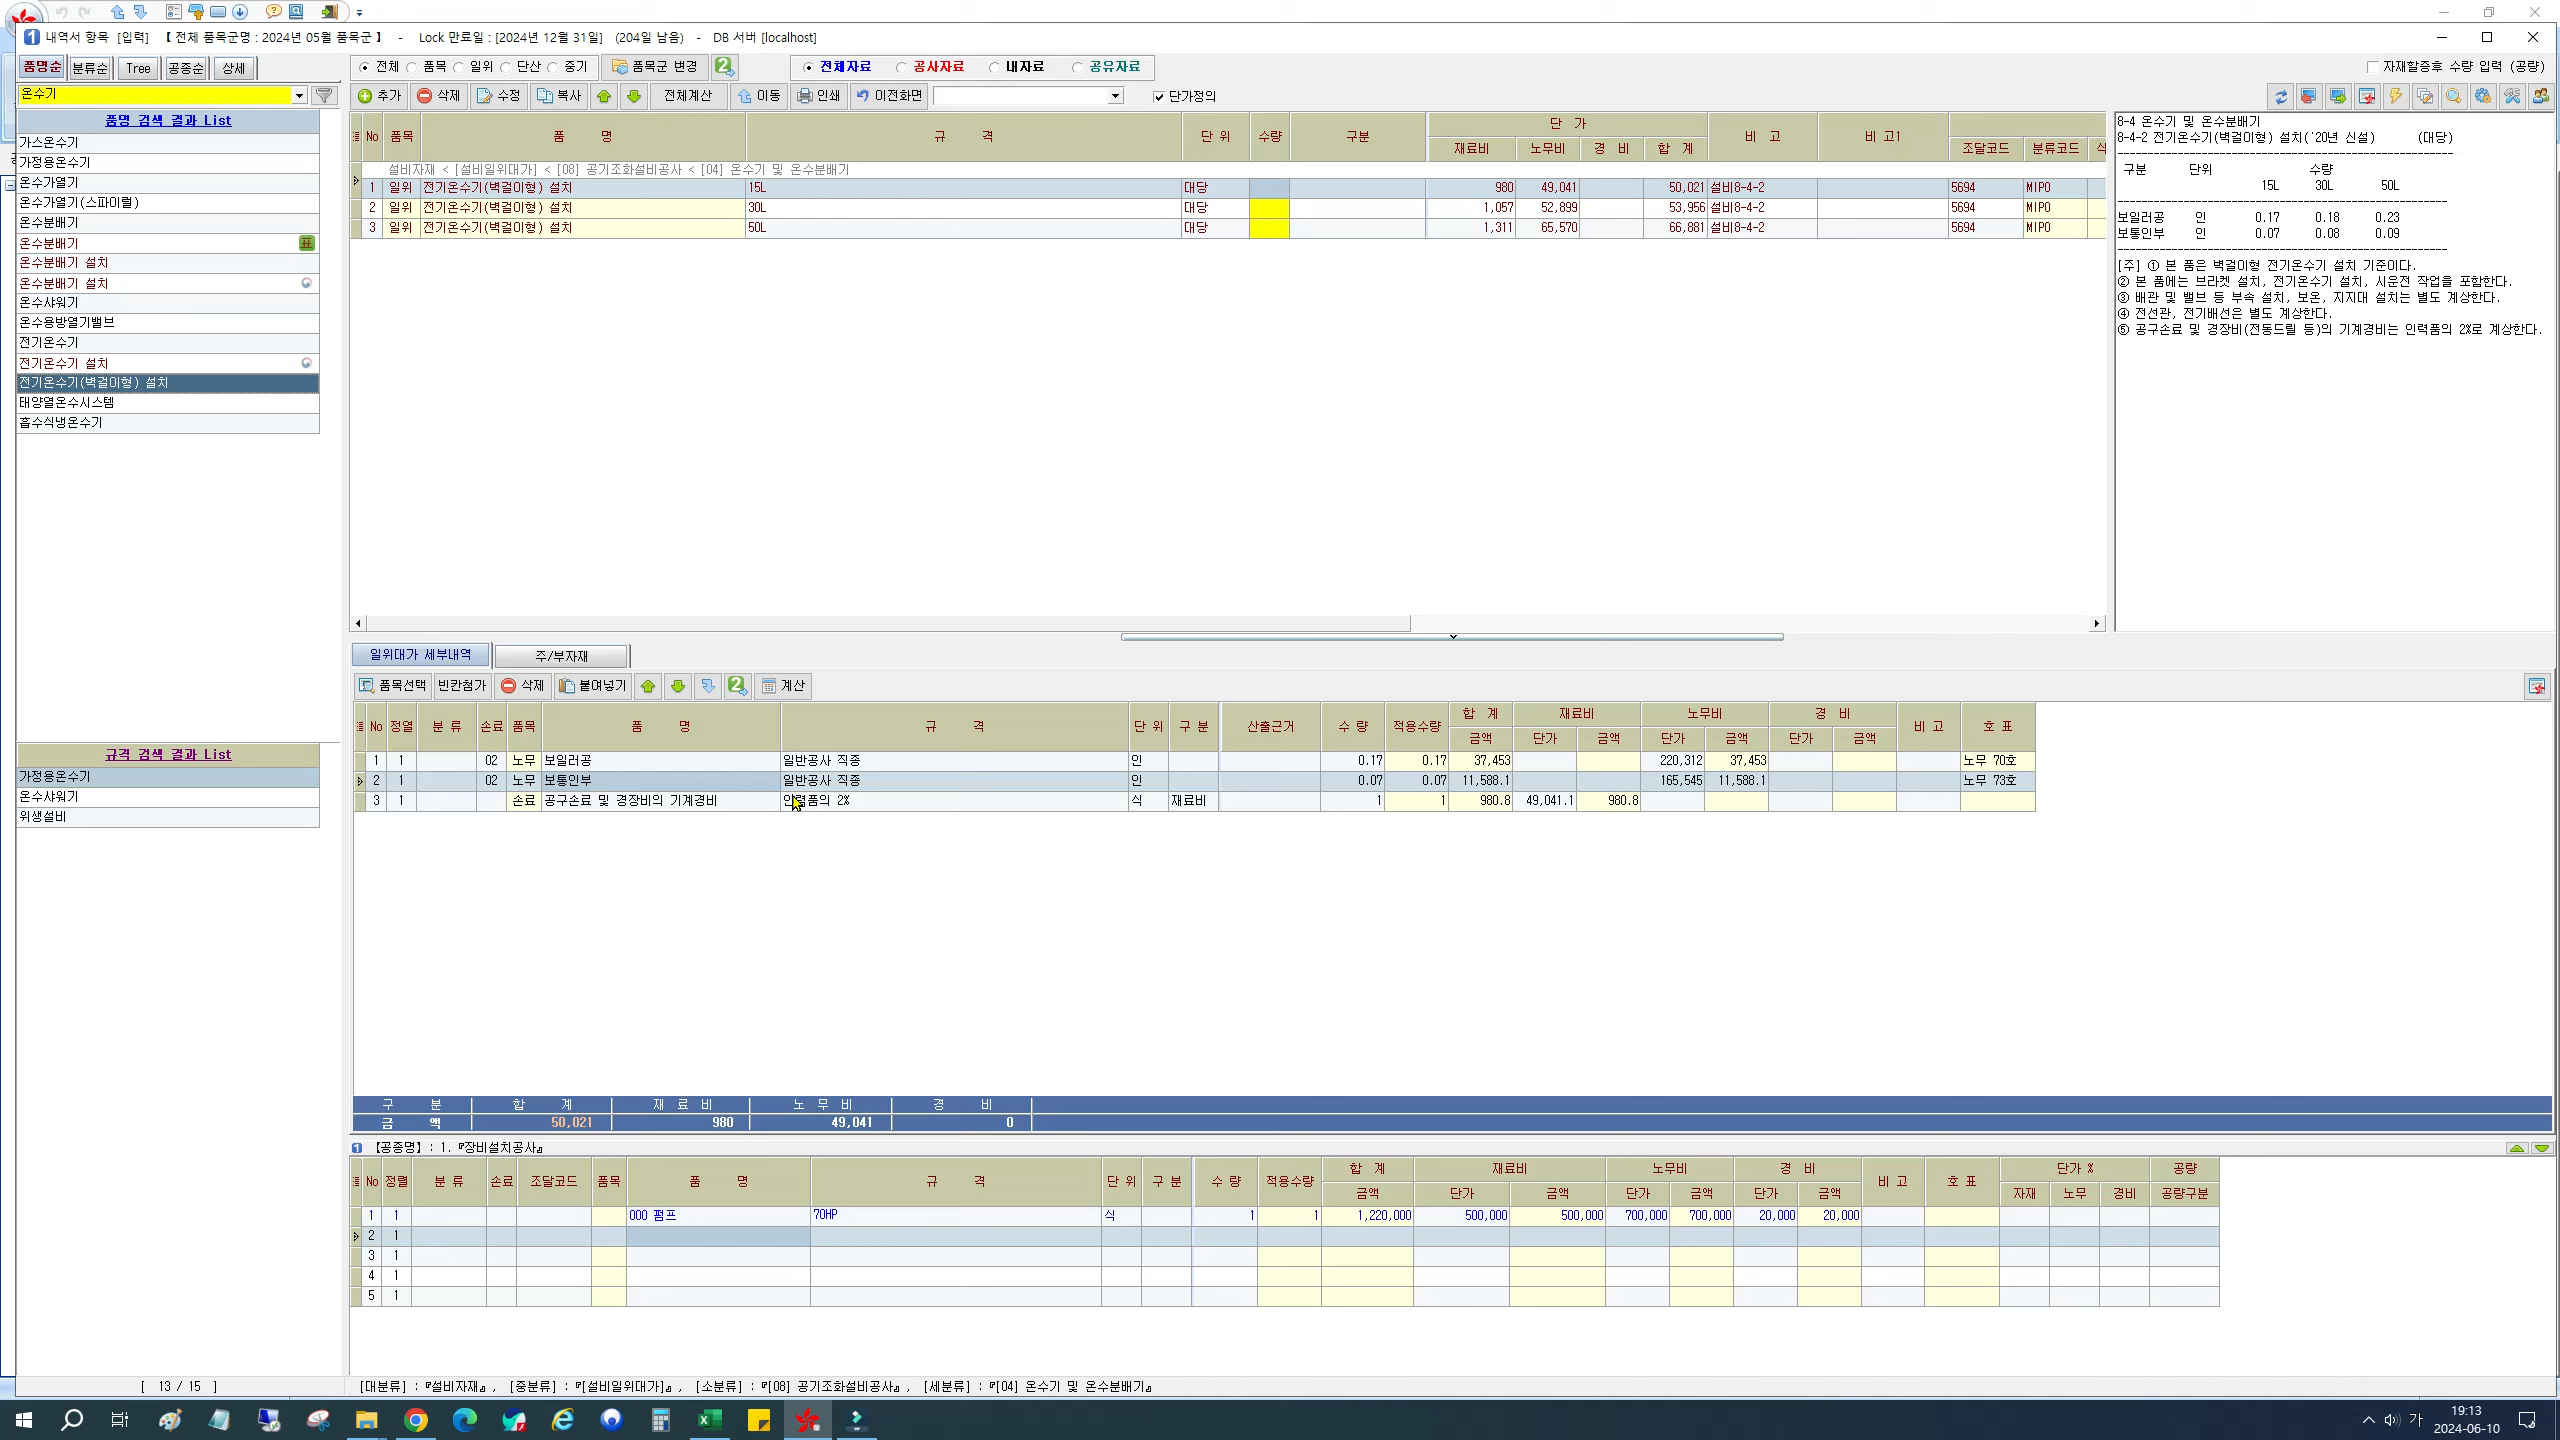 내역서 항목 [입력] 【 전체 품목군명 : 2024년 05월 품목군 】 - Lock 만료일 : [2024년 12월 31일] (204일 남음) - DB 서버 [localhost]
품명순 분류순 Tree 공종순 상세
전체 품목 일위 단산 중기 품목군 변경 전체자료 공사자료 내자료 공유자료 자재할증후 수량 입력 (공량)
온수기
추가 삭제 수정 복사 전체계산 이동 인쇄 이전화면 단가정의
품명 검색 결과 List
가스온수기
가정용온수기
온수가열기
온수가열기(스파이럴)
온수분배기
온수분배기
온수분배기 설치
온수분배기 설치
온수샤워기
온수용방열기밸브
전기온수기
전기온수기 설치
전기온수기(벽걸이형) 설치
태양열온수시스템
흡수식냉온수기
규격 검색 결과 List
가정용온수기
온수샤워기
위생설비
[ 13 / 15 ]
No 품목 품 명 규 격 단 위 수량 구분 단 가 비 고 비 고1
재료비 노무비 경 비 합 계 조달코드 분류코드
설비자재 < [설비일위대가] < [08] 공기조화설비공사 < [04] 온수기 및 온수분배기
1 일위 전기온수기(벽걸이형) 설치 15L 대당 980 49,041 50,021 설비8-4-2 5694 MIPO
2 일위 전기온수기(벽걸이형) 설치 30L 대당 1,057 52,899 53,956 설비8-4-2 5694 MIPO
3 일위 전기온수기(벽걸이형) 설치 50L 대당 1,311 65,570 66,881 설비8-4-2 5694 MIPO
8-4 온수기 및 온수분배기
8-4-2 전기온수기(벽걸이형) 설치('20년 신설) (대당)
구분 단위 수량
15L 30L 50L
보일러공 인 0.17 0.18 0.23
보통인부 인 0.07 0.08 0.09
[주] ① 본 품은 벽걸이형 전기온수기 설치 기준이다.
② 본 품에는 브라켓 설치, 전기온수기 설치, 시운전 작업을 포함한다.
③ 배관 및 밸브 등 부속 설치, 보온, 지지대 설치는 별도 계상한다.
④ 전선관, 전기배선은 별도 계상한다.
⑤ 공구손료 및 경장비(전동드릴 등)의 기계경비는 인력품의 2%로 계상한다.
일위대가 세부내역 주/부자재
품목선택 빈칸첨가 삭제 붙여넣기 계산
No 정열 분 류 손료 품목 품 명 규 격 단 위 구 분 산출근거 수 량 적용수량 합 계 재료비 노무비 경 비 비 고 호 표
금액 단가 금액 단가 금액 단가 금액
1 1 02 노무 보일러공 일반공사 직종 인 0.17 0.17 37,453 220,312 37,453 노무 70호
2 1 02 노무 보통인부 일반공사 직종 인 0.07 0.07 11,588.1 165,545 11,588.1 노무 73호
3 1 손료 공구손료 및 경장비의 기계경비 인력품의 2% 식 재료비 1 1 980.8 49,041.1 980.8
구 분 합 계 재 료 비 노 무 비 경 비
금 액 50,021 980 49,041 0
【공종명】 : 1. 『장비설치공사』
No 정렬 분 류 손료 조달코드 품목 품 명 규 격 단 위 구 분 수 량 적용수량 합 계 재료비 노무비 경 비 비 고 호 표 단가 % 공량
금액 단가 금액 단가 금액 단가 금액 자재 노무 경비 공량구분
1 1 000 펌프 70HP 식 1 1 1,220,000 500,000 500,000 700,000 700,000 20,000 20,000
2 1
3 1
4 1
5 1
[대분류] : 『설비자재』, [중분류] : 『[설비일위대가]』, [소분류] : 『[08] 공기조화설비공사』, [세분류] : 『[04] 온수기 및 온수분배기』
가
19:13
2024-06-10